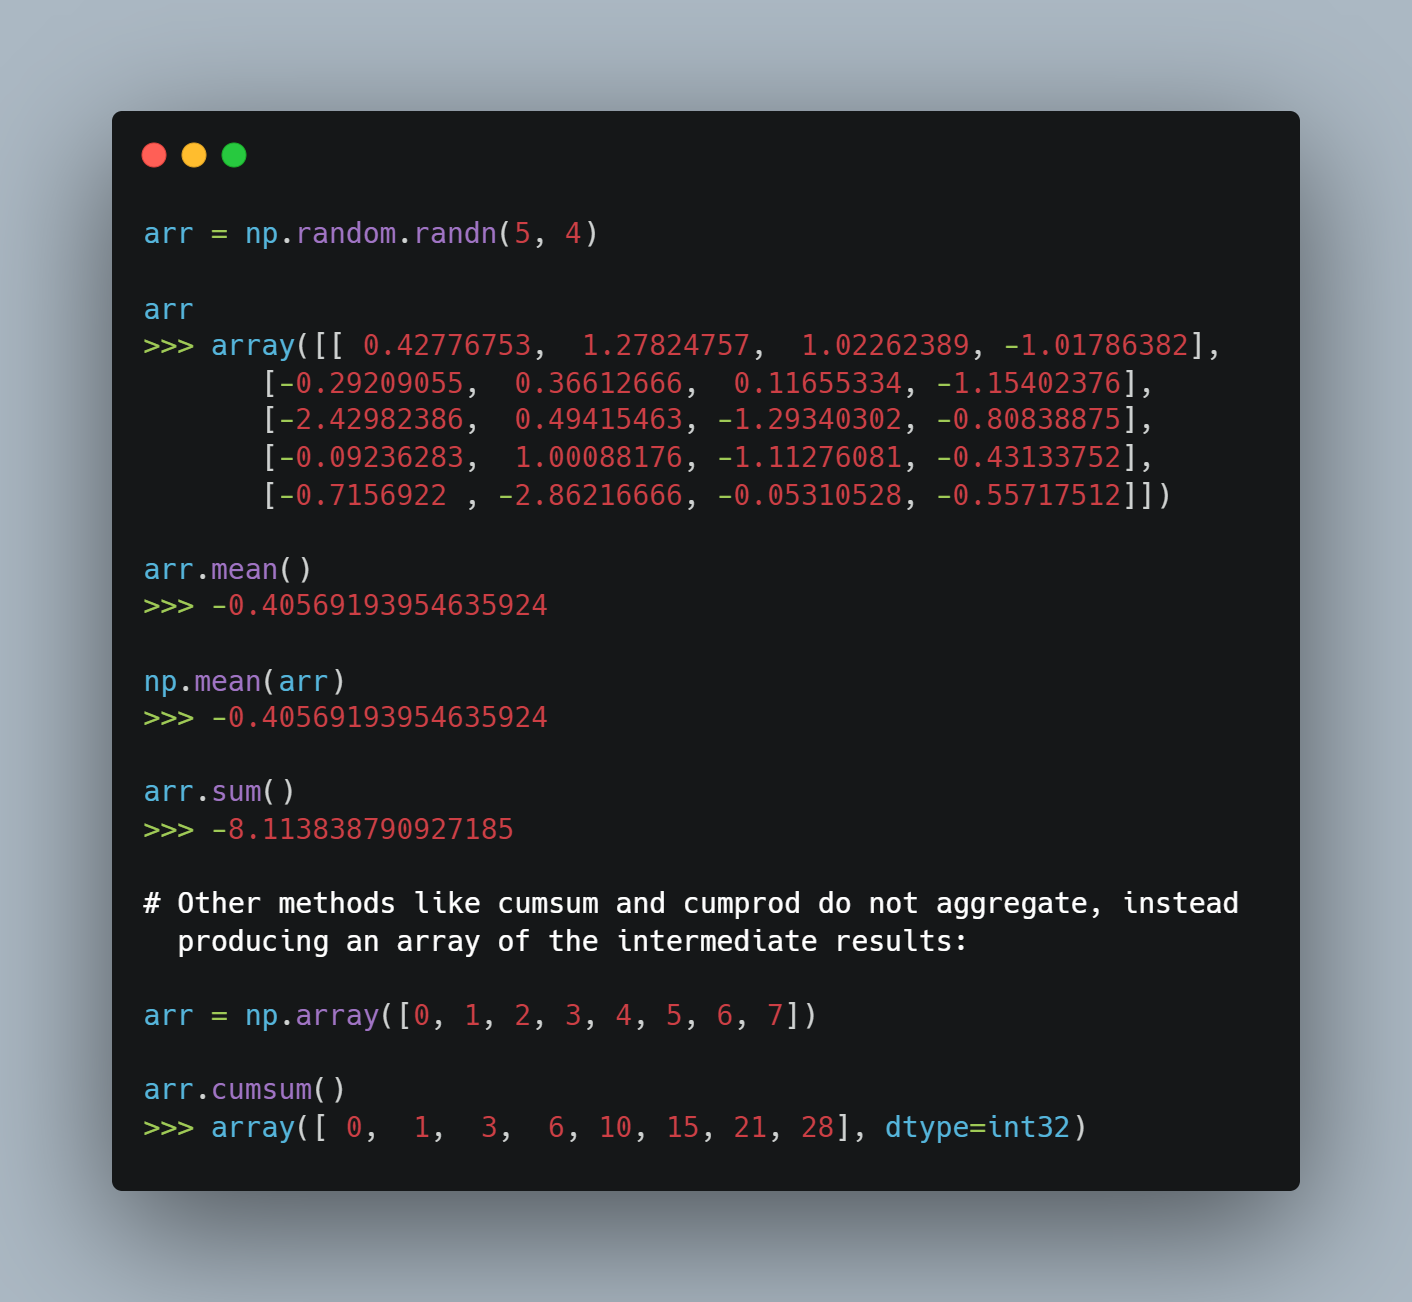 arr = np.random.randn(5, 4)
arr
>>> array([[ 0.42776753,  1.27824757,  1.02262389, -1.01786382],
       [-0.29209055,  0.36612666,  0.11655334, -1.15402376],
       [-2.42982386,  0.49415463, -1.29340302, -0.80838875],
       [-0.09236283,  1.00088176, -1.11276081, -0.43133752],
       [-0.7156922 , -2.86216666, -0.05310528, -0.55717512]])
arr.mean()
>>> -0.40569193954635924
np.mean(arr)
>>> -0.40569193954635924
arr.sum()
>>> -8.113838790927185
# Other methods like cumsum and cumprod do not aggregate, instead
  producing an array of the intermediate results:
arr = np.array([0, 1, 2, 3, 4, 5, 6, 7])
arr.cumsum()
>>> array([ 0,  1,  3,  6, 10, 15, 21, 28], dtype=int32)